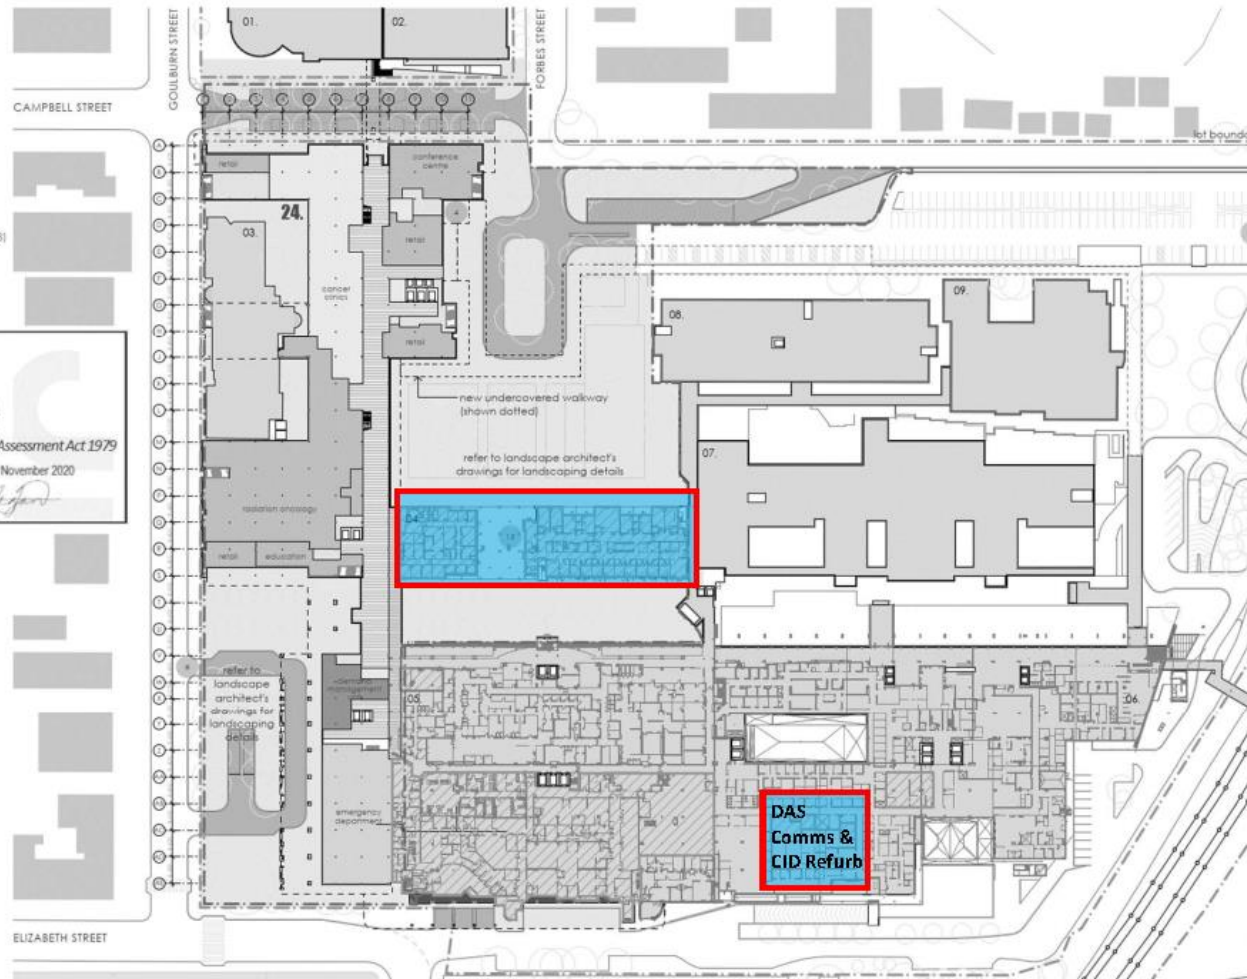 GOULBURN STREET
01.
02.
FORBES STREET
CAMPBELL STREET
lot bounda
retail
conference
centre
24.
03.
retail
cancer
clinics
09.
08.
retail
new undercovered walkway
(shown dotted)
Assessment Act 1979
November 2020
refer to landscape architect's
drawings for landscaping details
07.
04.
radiation oncology
retail
education
refer to
landscape
architect's
drawings for
landscaping
details
management
05.
06.
emergency
department
DAS
Comms &
CID Refurb
ELIZABETH STREET